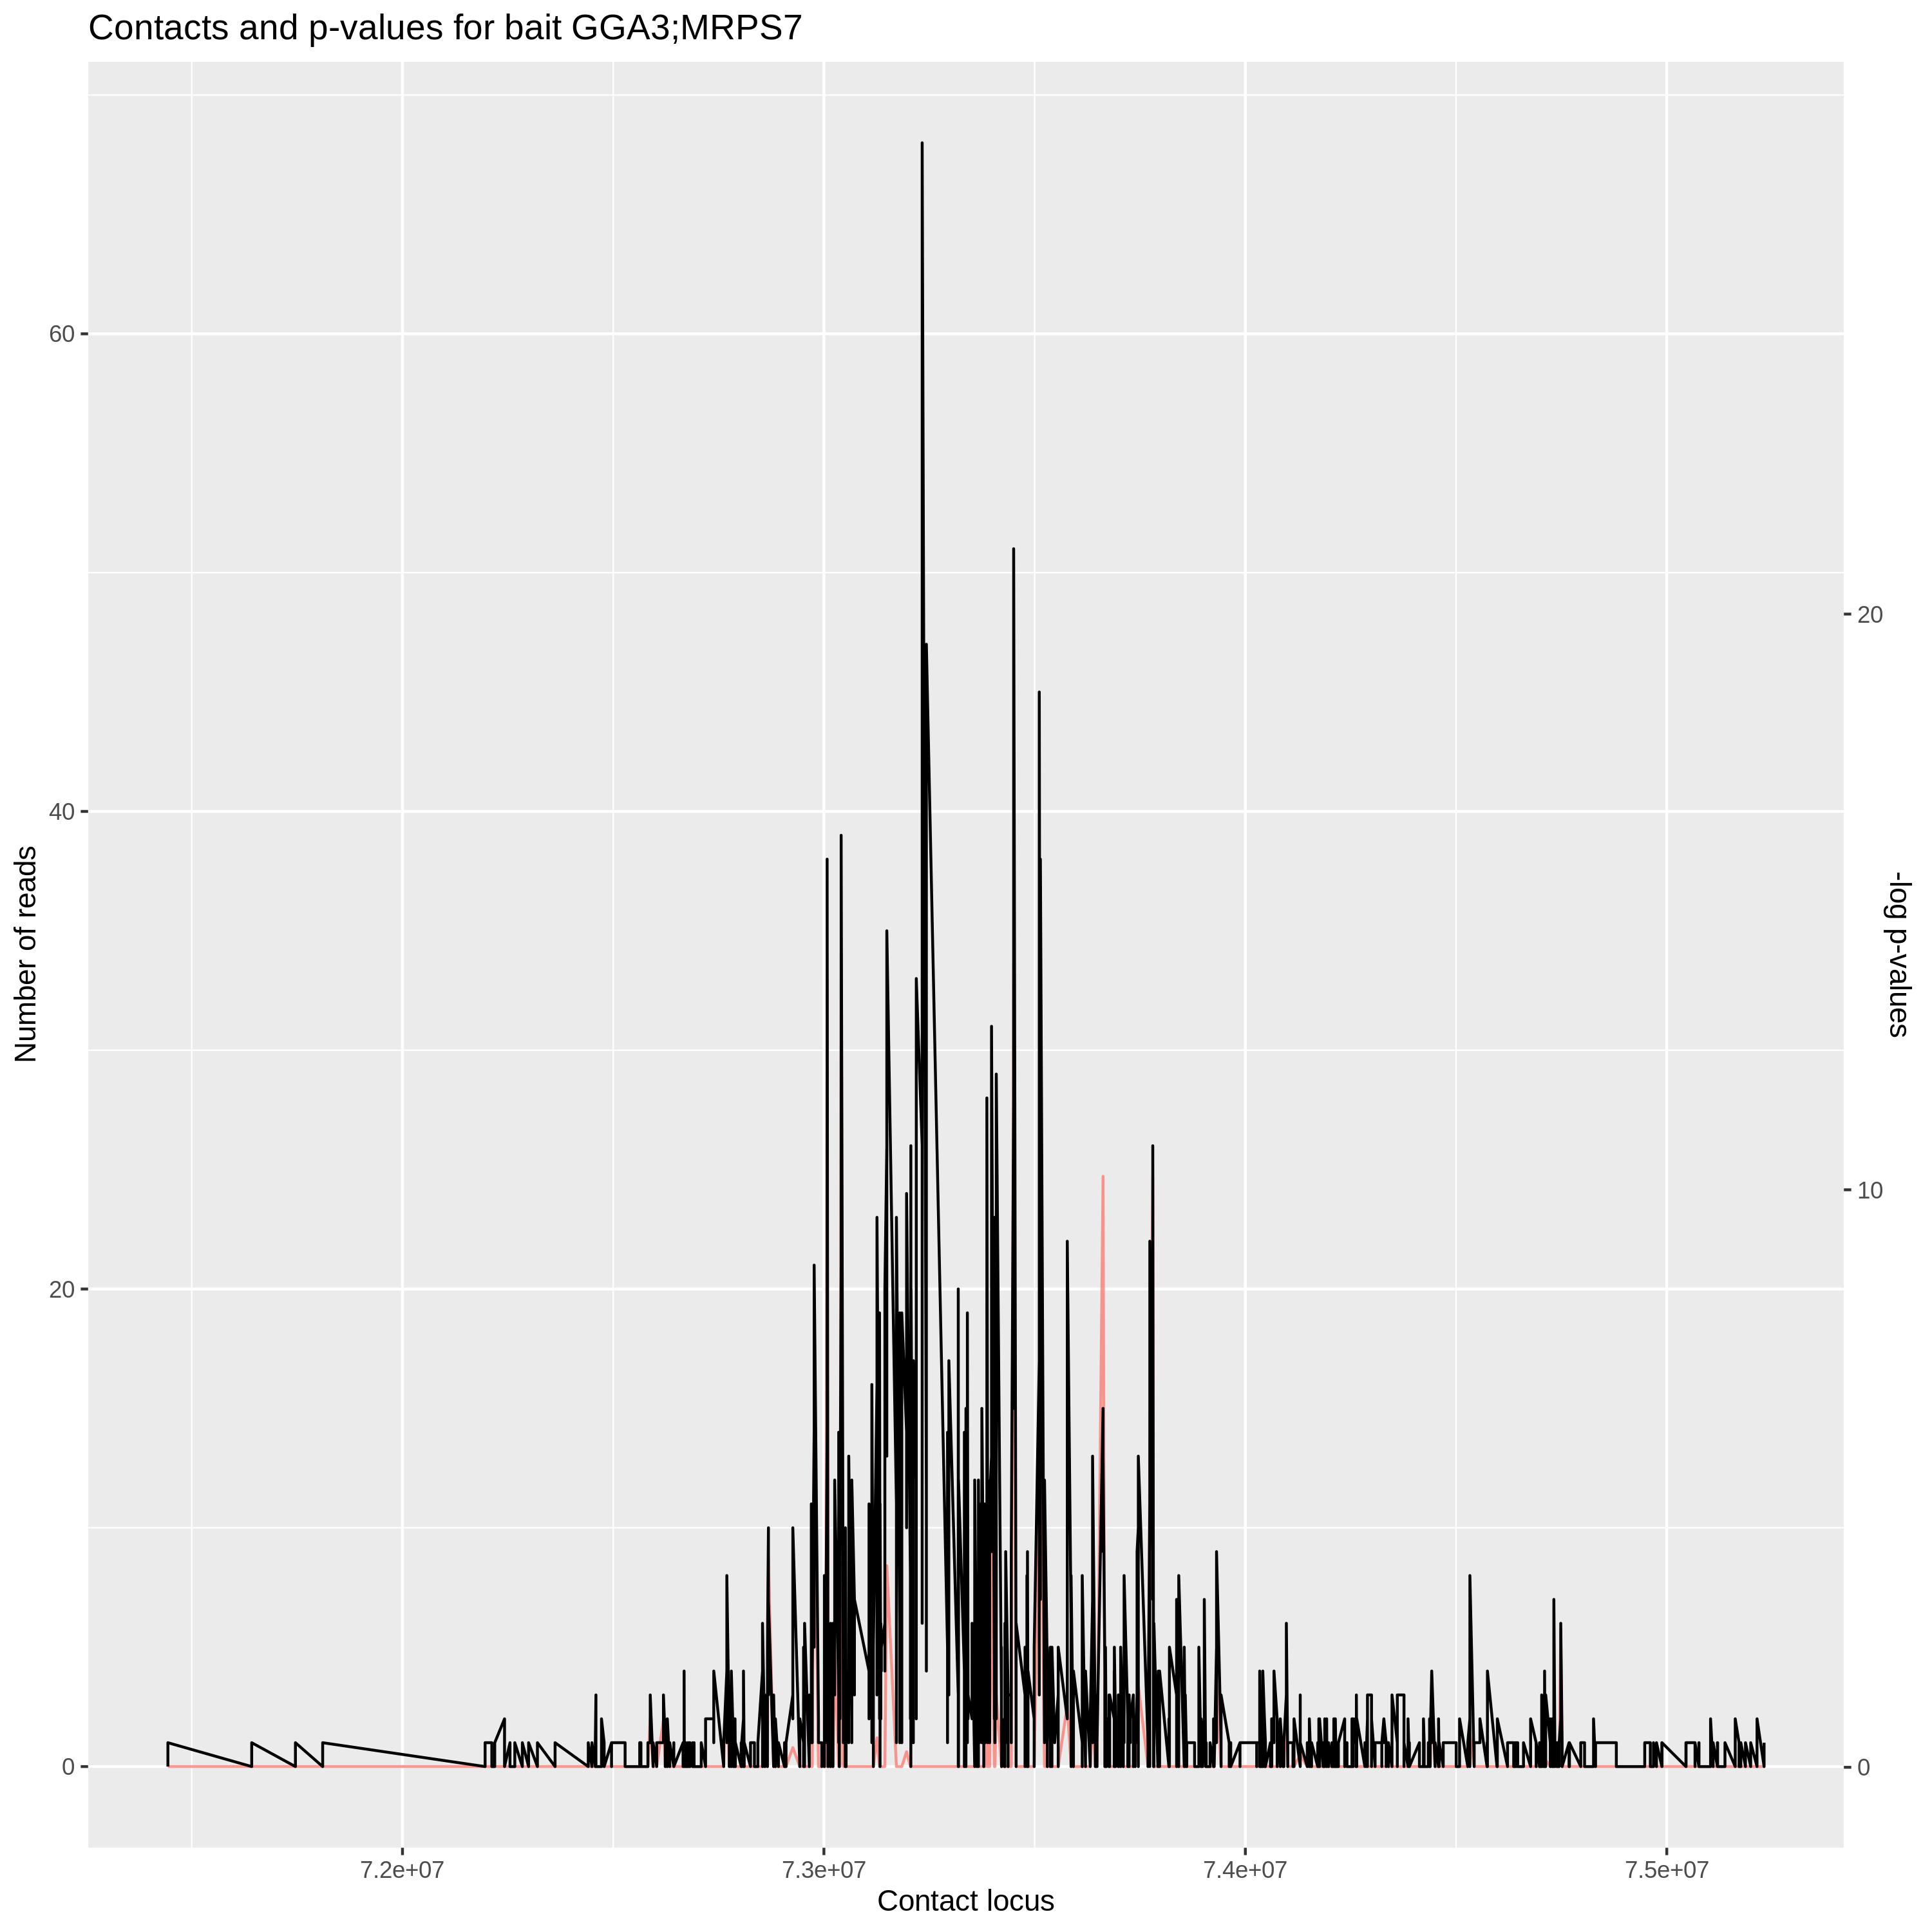 Contacts and p-values for bait GGA3;MRPS7
Number of reads
60
40
20
0
-log p-values
20
10
0
7.2e+07
7.3e+07
7.4e+07
7.5e+07
Contact locus